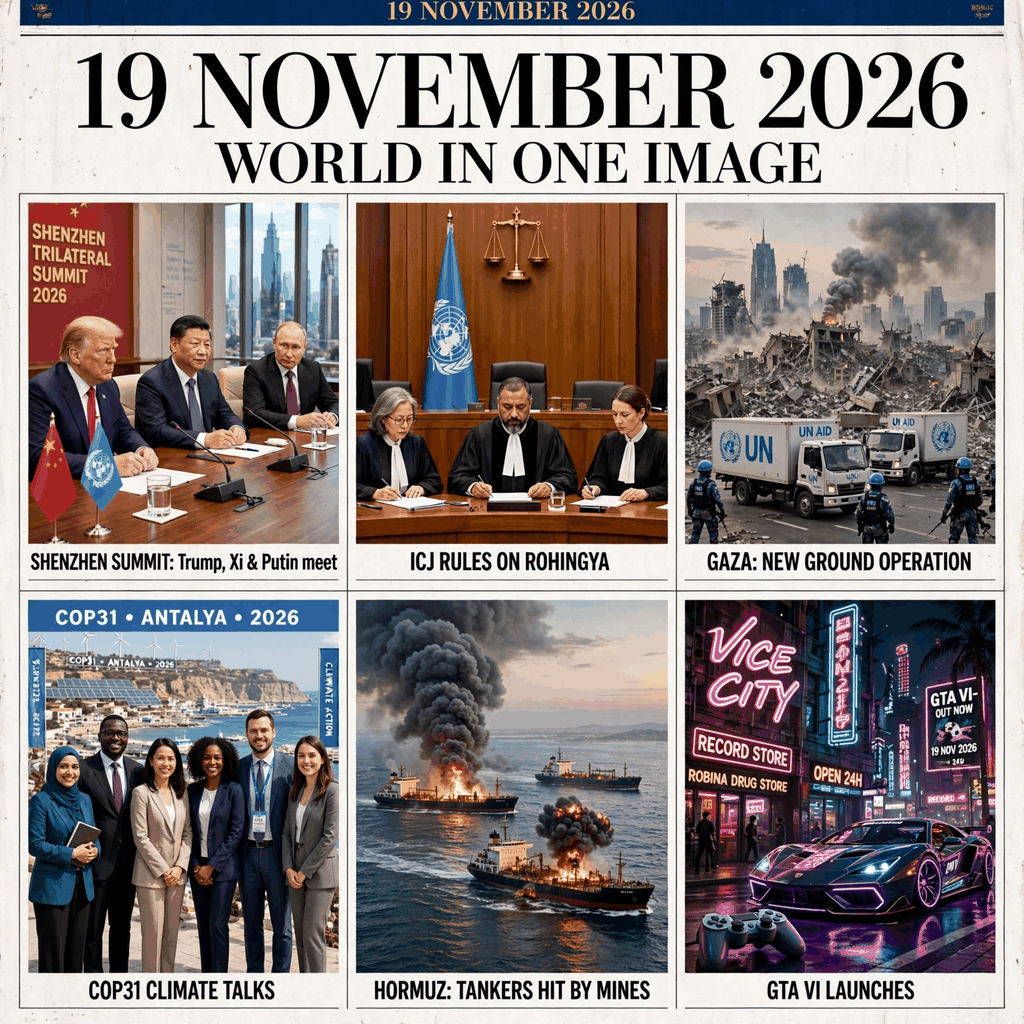 19 NOVEMBER 2026
19 NOVEMBER 2026
WORLD IN ONE IMAGE
SHENZHEN
TRILATERAL
SUMMIT
2026
SHENZHEN SUMMIT: Trump, Xi & Putin meet
ICJ RULES ON ROHINGYA
UN
UN AID
UN AID
GAZA: NEW GROUND OPERATION
COP31 • ANTALYA • 2026
COP31 • ANTALYA • 2026
CLIMATE ACTION
COP31 CLIMATE TALKS
HORMUZ: TANKERS HIT BY MINES
VICE
CITY
RECORD STORE
ROBINA DRUG STORE
OPEN 24H
GTA VI-
OUT NOW
19 NOV 2026
RECORD
GTA VI LAUNCHES